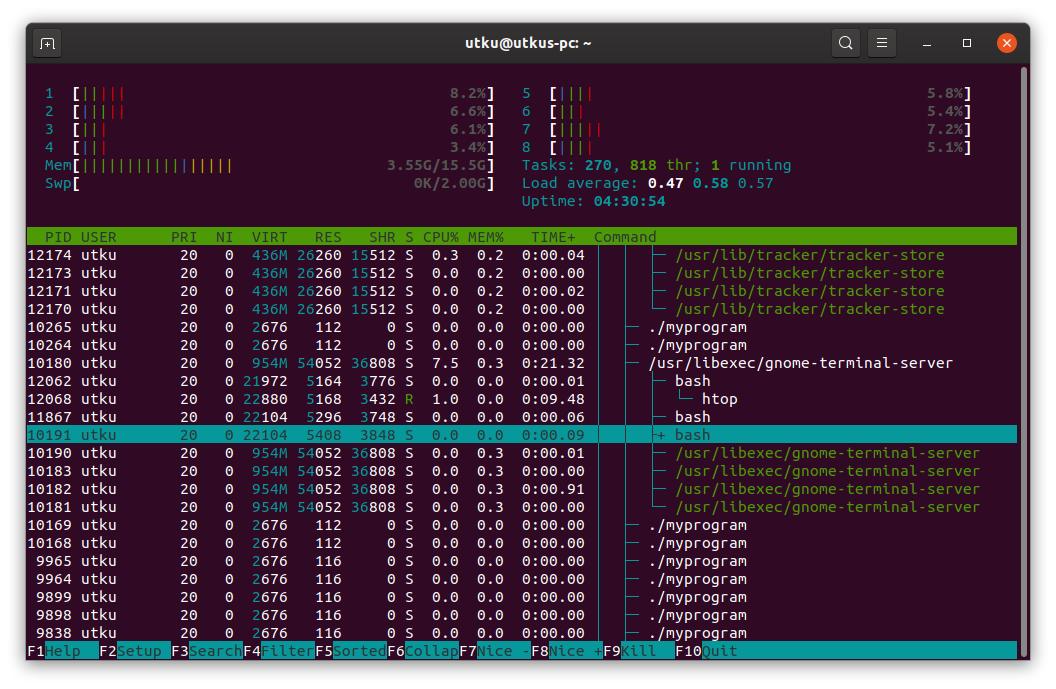 utku@utkus-pc: ~
1 [||||| 8.2%] 5 [|||| 5.8%]
2 [||||| 6.6%] 6 [||| 5.4%]
3 [||| 6.1%] 7 [||||| 7.2%]
4 [||| 3.4%] 8 [|||| 5.1%]
Mem[||||||||||||||||| 3.55G/15.5G] Tasks: 270, 818 thr; 1 running
Swp[ 0K/2.00G] Load average: 0.47 0.58 0.57
Uptime: 04:30:54
PID USER PRI NI VIRT RES SHR S CPU% MEM% TIME+ Command
12174 utku 20 0 436M 26260 15512 S 0.3 0.2 0:00.04 │ │ ├─ /usr/lib/tracker/tracker-store
12173 utku 20 0 436M 26260 15512 S 0.0 0.2 0:00.00 │ │ ├─ /usr/lib/tracker/tracker-store
12171 utku 20 0 436M 26260 15512 S 0.0 0.2 0:00.02 │ │ ├─ /usr/lib/tracker/tracker-store
12170 utku 20 0 436M 26260 15512 S 0.0 0.2 0:00.00 │ │ └─ /usr/lib/tracker/tracker-store
10265 utku 20 0 2676 112 0 S 0.0 0.0 0:00.00 │ ├─ ./myprogram
10264 utku 20 0 2676 112 0 S 0.0 0.0 0:00.00 │ ├─ ./myprogram
10180 utku 20 0 954M 54052 36808 S 7.5 0.3 0:21.32 │ ├─ /usr/libexec/gnome-terminal-server
12062 utku 20 0 21972 5164 3776 S 0.0 0.0 0:00.01 │ │ ├─ bash
12068 utku 20 0 22880 5168 3432 R 1.0 0.0 0:09.48 │ │ │ └─ htop
11867 utku 20 0 22104 5296 3748 S 0.0 0.0 0:00.06 │ │ ├─ bash
10191 utku 20 0 22104 5408 3848 S 0.0 0.0 0:00.09 │ │ ├+ bash
10190 utku 20 0 954M 54052 36808 S 0.0 0.3 0:00.01 │ │ ├─ /usr/libexec/gnome-terminal-server
10183 utku 20 0 954M 54052 36808 S 0.0 0.3 0:00.00 │ │ ├─ /usr/libexec/gnome-terminal-server
10182 utku 20 0 954M 54052 36808 S 0.0 0.3 0:00.91 │ │ ├─ /usr/libexec/gnome-terminal-server
10181 utku 20 0 954M 54052 36808 S 0.0 0.3 0:00.00 │ │ └─ /usr/libexec/gnome-terminal-server
10169 utku 20 0 2676 112 0 S 0.0 0.0 0:00.00 │ ├─ ./myprogram
10168 utku 20 0 2676 112 0 S 0.0 0.0 0:00.00 │ ├─ ./myprogram
9965 utku 20 0 2676 116 0 S 0.0 0.0 0:00.00 │ ├─ ./myprogram
9964 utku 20 0 2676 116 0 S 0.0 0.0 0:00.00 │ ├─ ./myprogram
9899 utku 20 0 2676 116 0 S 0.0 0.0 0:00.00 │ ├─ ./myprogram
9898 utku 20 0 2676 116 0 S 0.0 0.0 0:00.00 │ ├─ ./myprogram
9838 utku 20 0 2676 116 0 S 0.0 0.0 0:00.00 │ ├─ ./myprogram
F1Help F2Setup F3SearchF4FilterF5SortedF6CollapF7Nice -F8Nice +F9Kill F10Quit